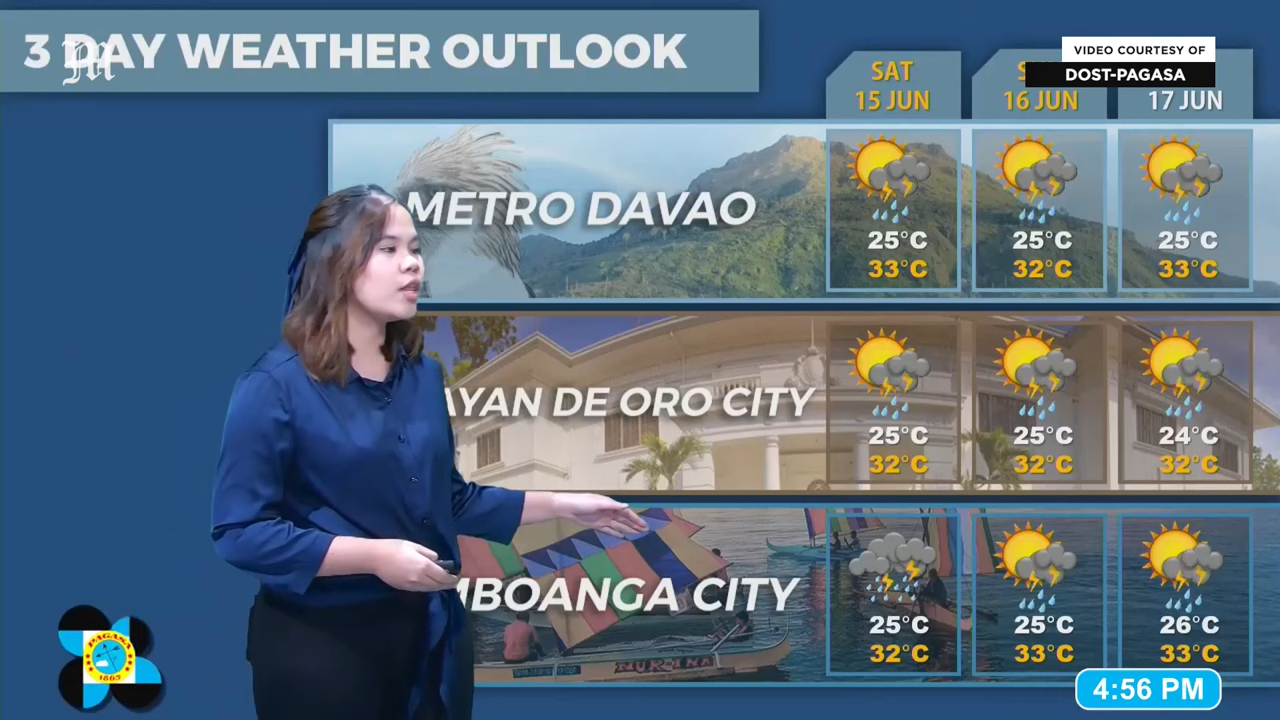 3 DAY WEATHER OUTLOOK
M
VIDEO COURTESY OF
DOST-PAGASA
SAT
15 JUN
16 JUN
17 JUN
METRO DAVAO
25°C
33°C
25°C
32°C
25°C
33°C
AYAN DE ORO CITY
25°C
32°C
25°C
32°C
24°C
32°C
MBOANGA CITY
25°C
32°C
25°C
33°C
26°C
33°C
PAGASA
1865
4:56 PM